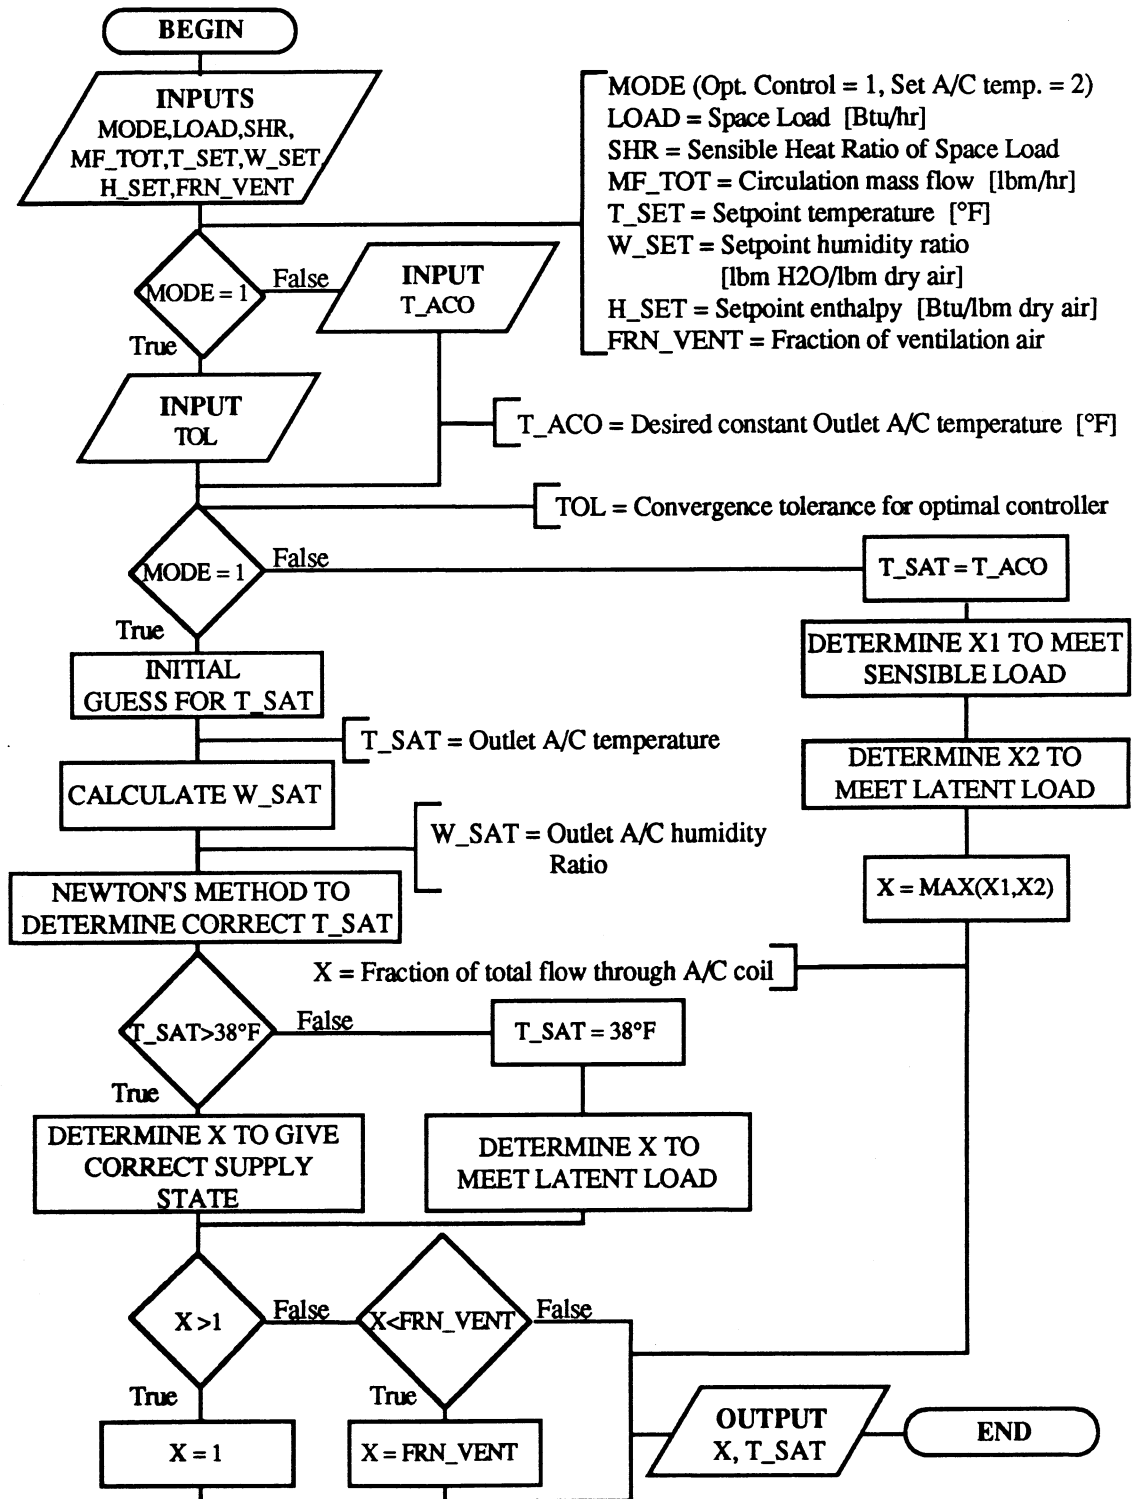 BEGIN
INPUTS
MODE,LOAD,SHR,
MF_TOT,T_SET,W_SET,
H_SET,FRN_VENT
MODE (Opt. Control = 1, Set A/C temp. = 2)
LOAD = Space Load [Btu/hr]
SHR = Sensible Heat Ratio of Space Load
MF_TOT = Circulation mass flow [lbm/hr]
T_SET = Setpoint temperature [°F]
W_SET = Setpoint humidity ratio
[lbm H2O/lbm dry air]
H_SET = Setpoint enthalpy [Btu/lbm dry air]
FRN_VENT = Fraction of ventilation air
MODE = 1
False
True
INPUT
T_ACO
INPUT
TOL
T_ACO = Desired constant Outlet A/C temperature [°F]
TOL = Convergence tolerance for optimal controller
MODE = 1
False
True
T_SAT = T_ACO
DETERMINE X1 TO MEET
SENSIBLE LOAD
DETERMINE X2 TO
MEET LATENT LOAD
X = MAX(X1,X2)
INITIAL
GUESS FOR T_SAT
T_SAT = Outlet A/C temperature
CALCULATE W_SAT
W_SAT = Outlet A/C humidity
Ratio
NEWTON'S METHOD TO
DETERMINE CORRECT T_SAT
X = Fraction of total flow through A/C coil
T_SAT>38°F
False
True
T_SAT = 38°F
DETERMINE X TO GIVE
CORRECT SUPPLY
STATE
DETERMINE X TO
MEET LATENT LOAD
X >1
False
True
X<FRN_VENT
False
True
X = 1
X = FRN_VENT
OUTPUT
X, T_SAT
END